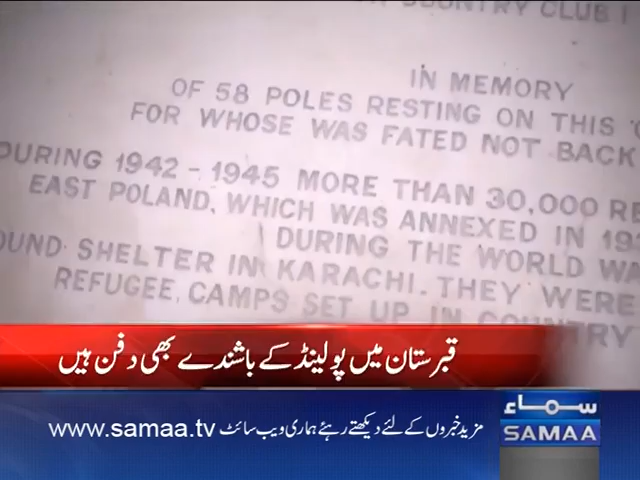 COUNTRY CLUB
IN MEMORY
OF 58 POLES RESTING ON THIS
FOR WHOSE WAS FATED NOT BACK
DURING 1942 - 1945 MORE THAN 30,000
EAST POLAND, WHICH WAS ANNEXED IN
DURING THE WORLD
SHELTER IN KARACHI. THEY WERE
REFUGEE CAMPS SET UP IN COUNTRY
قبرستان میں پولینڈ کے باشندے بھی دفن ہیں
سماء
SAMAA
مزید خبروں کے لئے دیکھتے رہئے ہماری ویب سائٹ www.samaa.tv